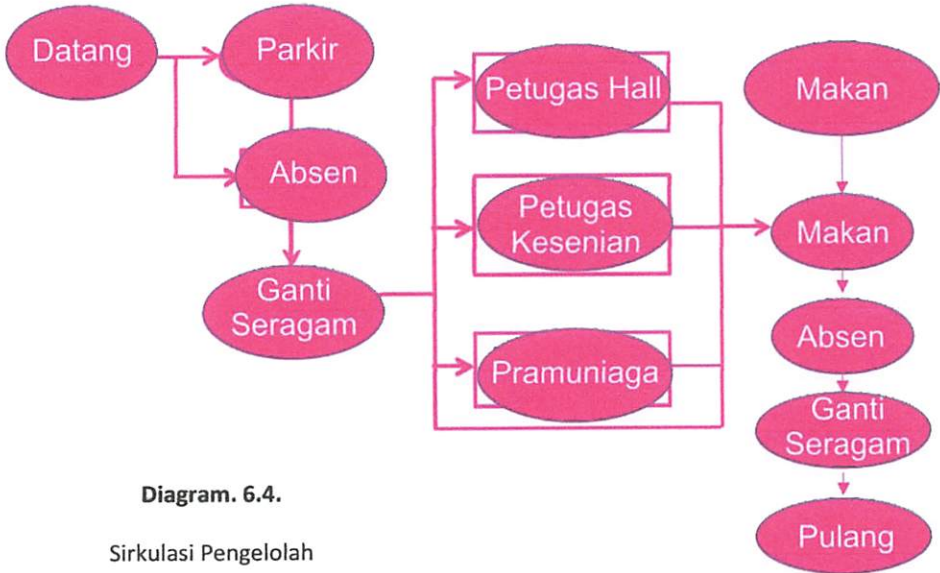 Datang
Parkir
Absen
Ganti
Seragam
Petugas Hall
Petugas
Kesenian
Pramuniaga
Makan
Makan
Absen
Ganti
Seragam
Pulang
Diagram. 6.4.
Sirkulasi Pengelolah